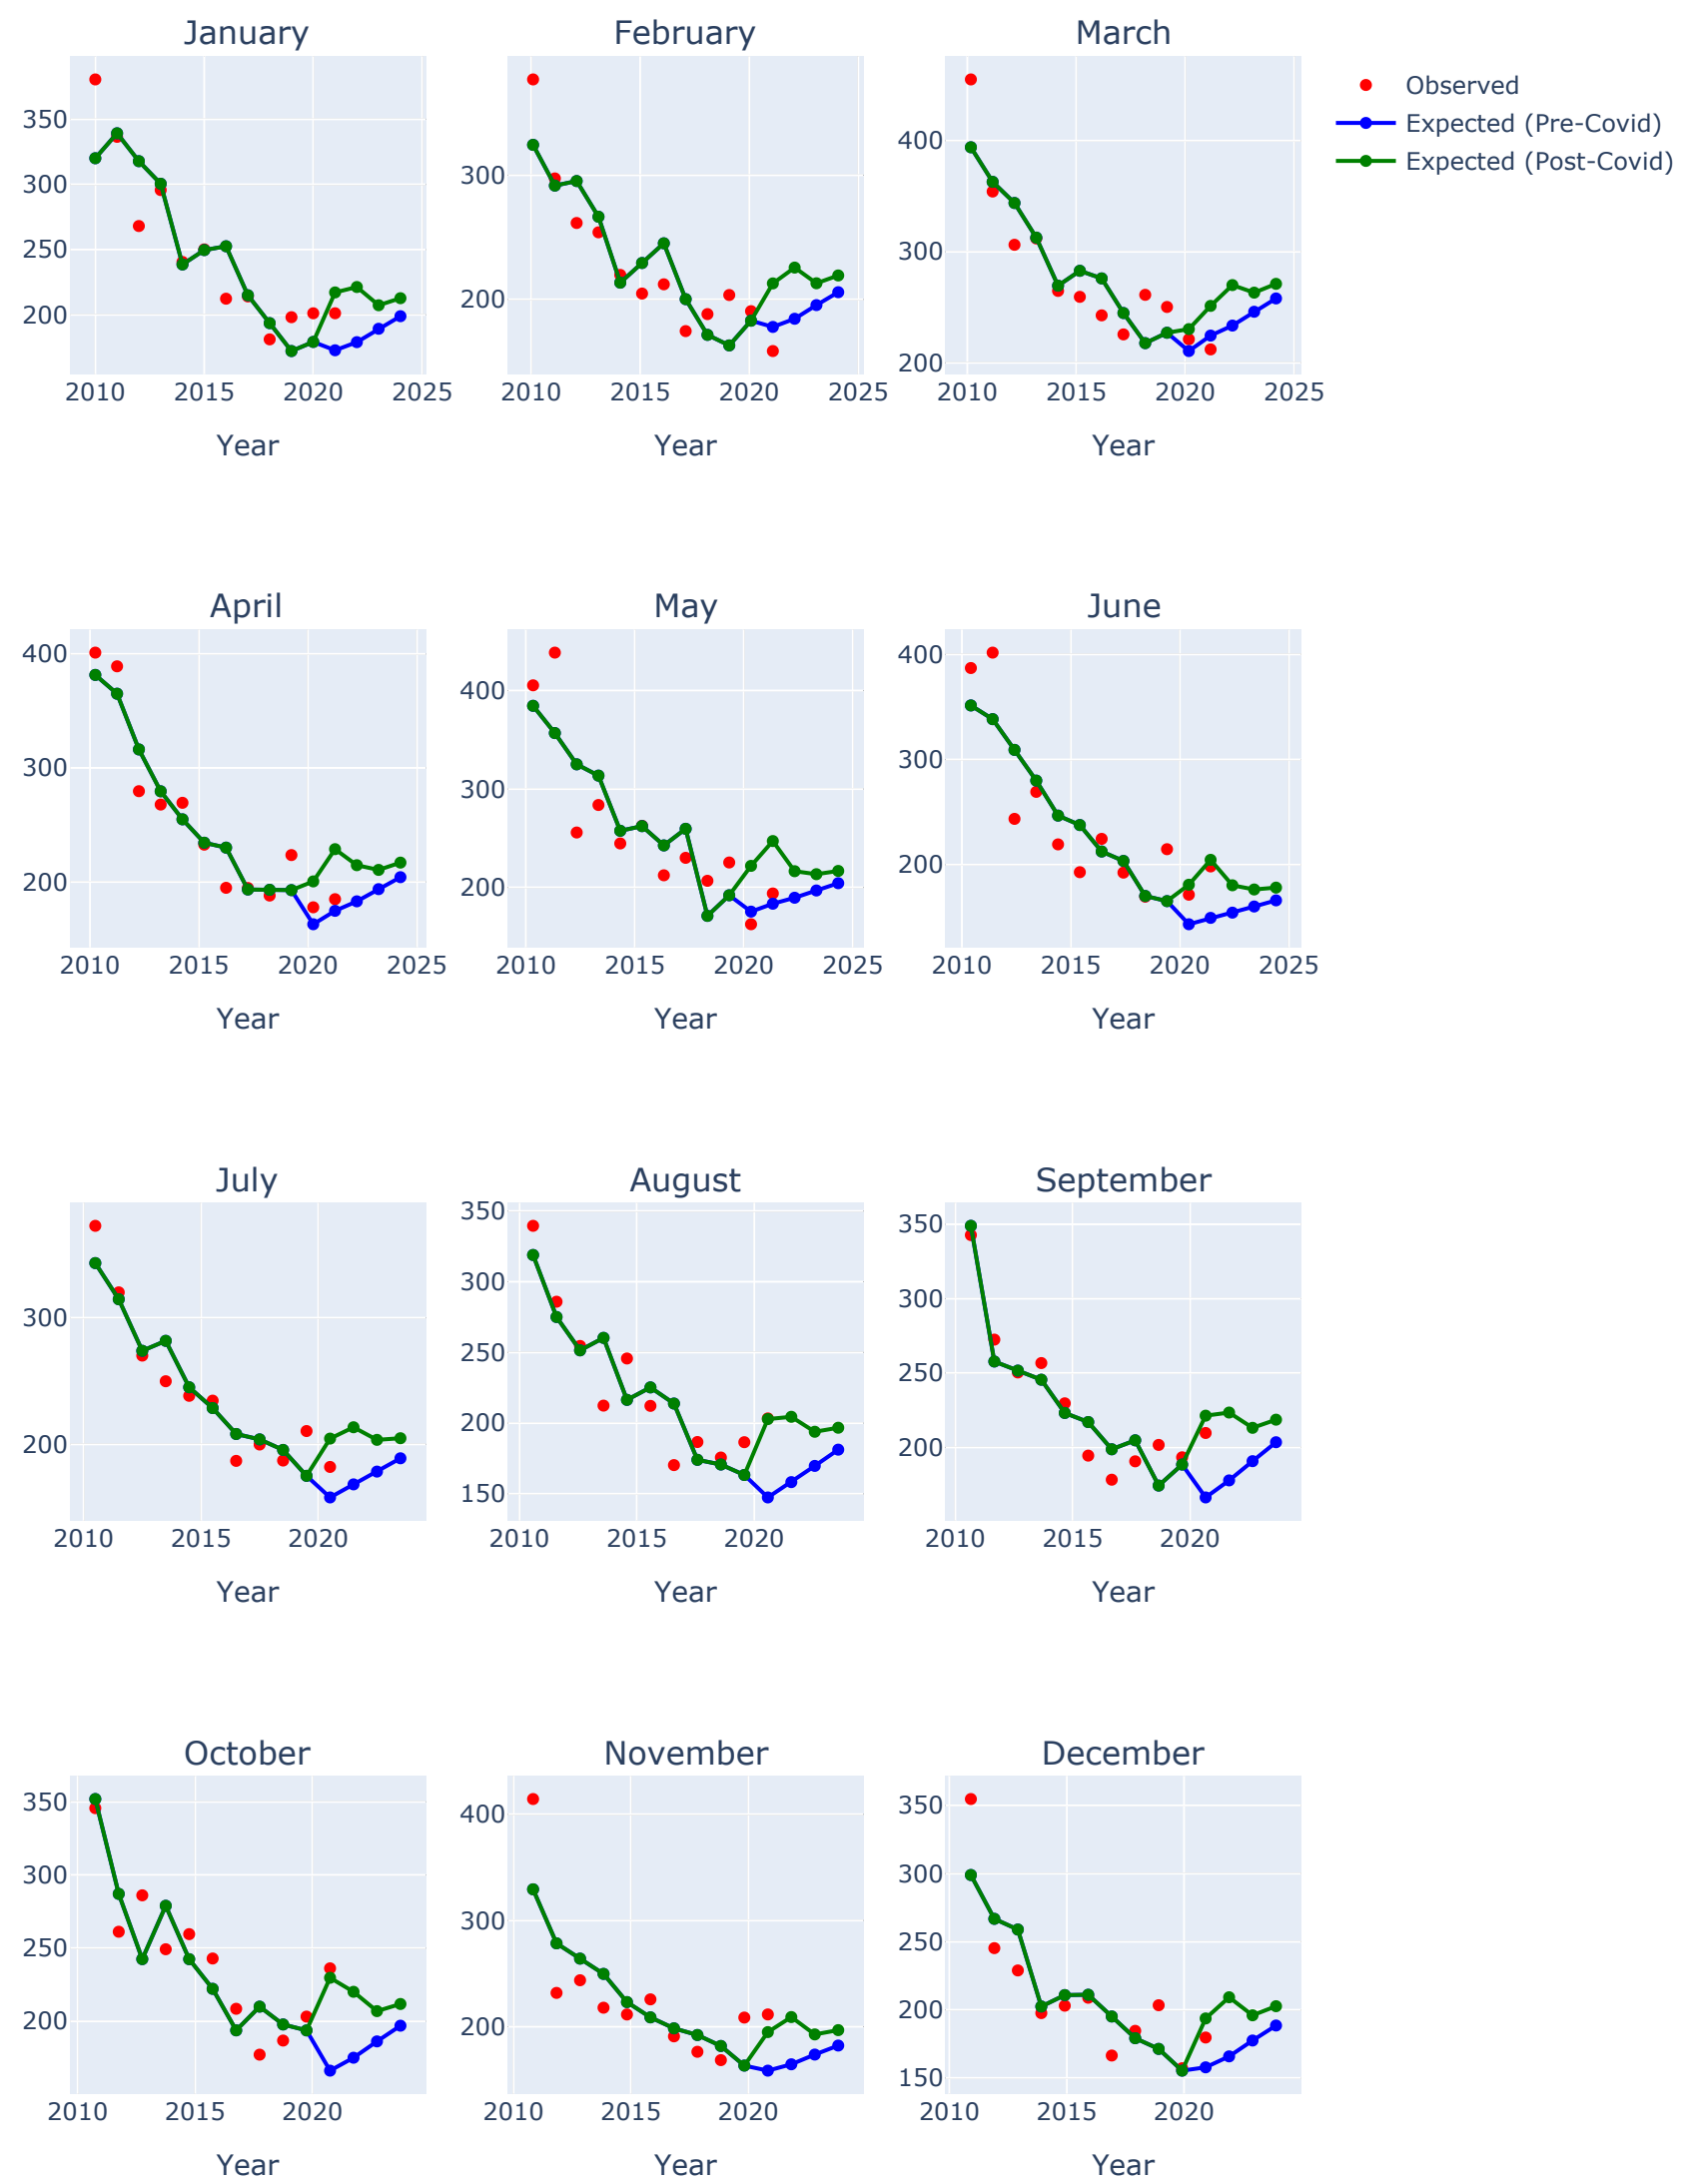 January February March
350
300
250
200
300
200
400
300
200
Observed
Expected (Pre-Covid)
Expected (Post-Covid)
2010 2015 2020 2025 2010 2015 2020 2025 2010 2015 2020 2025
Year Year Year
April May June
400
300
200
400
300
200
400
300
200
2010 2015 2020 2025 2010 2015 2020 2025 2010 2015 2020 2025
Year Year Year
July August September
300
200
350
300
250
200
150
350
300
250
200
2010 2015 2020 2010 2015 2020 2010 2015 2020
Year Year Year
October November December
350
300
250
200
400
300
200
350
300
250
200
150
2010 2015 2020 2010 2015 2020 2010 2015 2020
Year Year Year